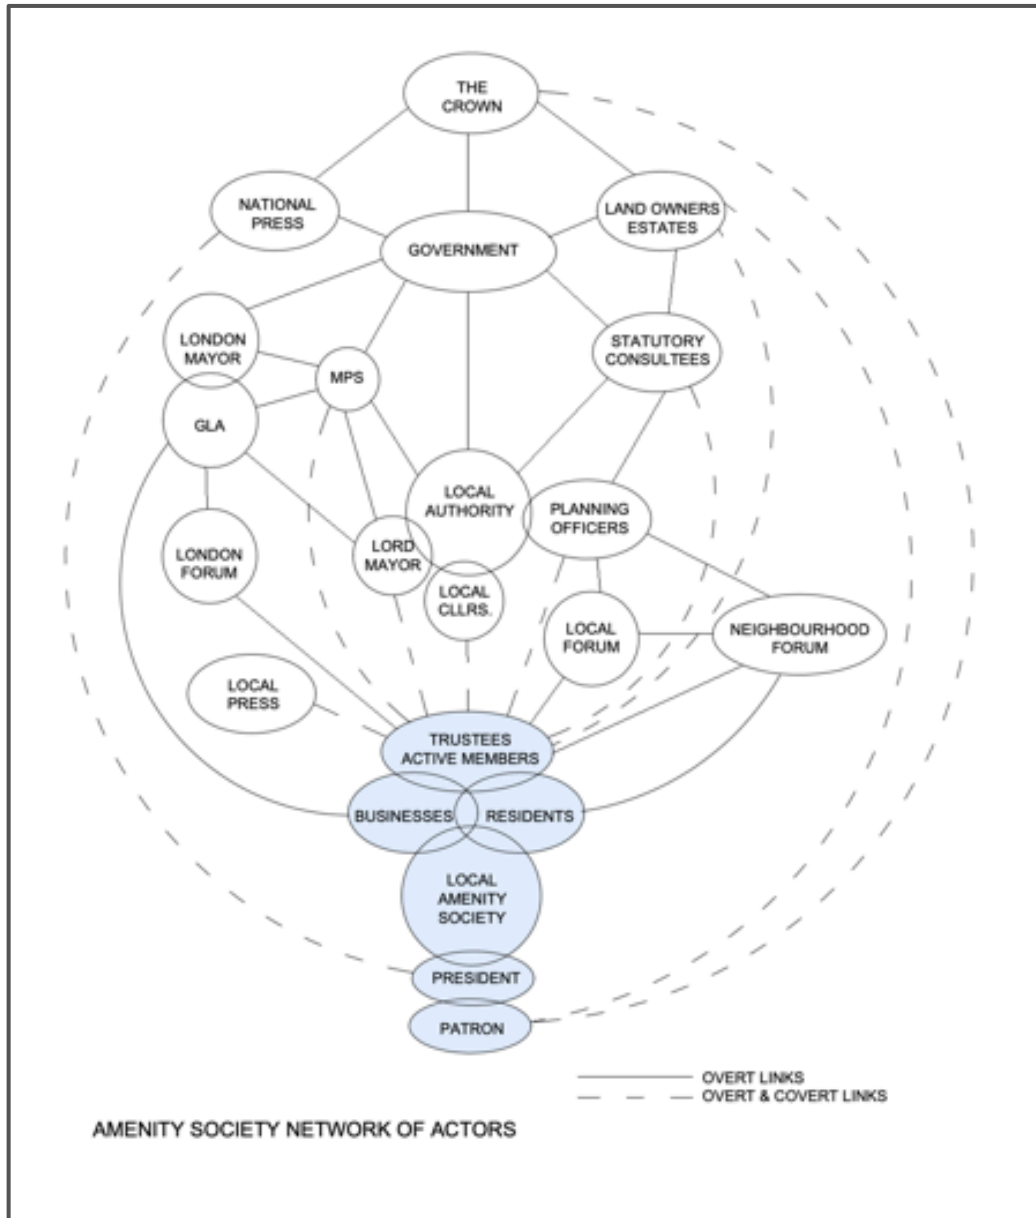 THE
CROWN
NATIONAL
PRESS
LAND OWNERS
ESTATES
GOVERNMENT
LONDON
MAYOR
STATUTORY
CONSULTEES
MPS
GLA
LOCAL
AUTHORITY
PLANNING
OFFICERS
LONDON
FORUM
LORD
MAYOR
LOCAL
CLLRS.
LOCAL
FORUM
NEIGHBOURHOOD
FORUM
LOCAL
PRESS
TRUSTEES
ACTIVE MEMBERS
BUSINESSES
RESIDENTS
LOCAL
AMENITY
SOCIETY
PRESIDENT
PATRON
OVERT LINKS
OVERT & COVERT LINKS
AMENITY SOCIETY NETWORK OF ACTORS